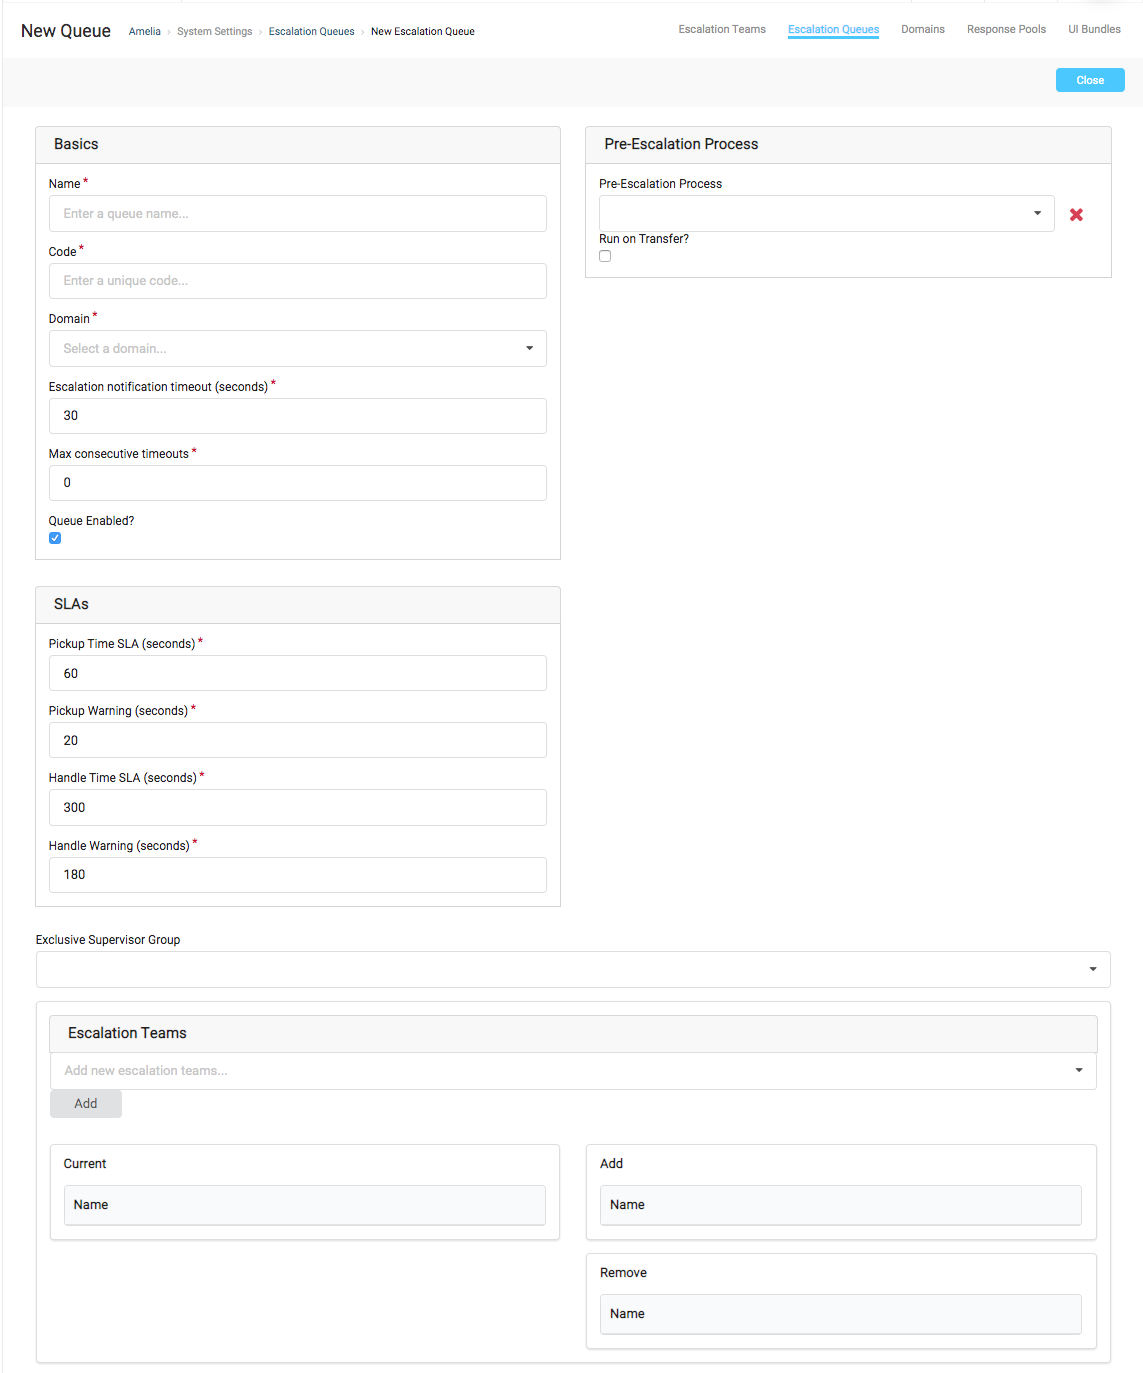 New Queue Amelia › System Settings › Escalation Queues › New Escalation Queue Escalation Teams Escalation Queues Domains Response Pools UI Bundles
Close
Basics
Name *
Enter a queue name...
Code *
Enter a unique code...
Domain *
Select a domain...
Escalation notification timeout (seconds) *
30
Max consecutive timeouts *
0
Queue Enabled?
Pre-Escalation Process
Pre-Escalation Process
Run on Transfer?
SLAs
Pickup Time SLA (seconds) *
60
Pickup Warning (seconds) *
20
Handle Time SLA (seconds) *
300
Handle Warning (seconds) *
180
Exclusive Supervisor Group
Escalation Teams
Add new escalation teams...
Add
Current
Name
Add
Name
Remove
Name